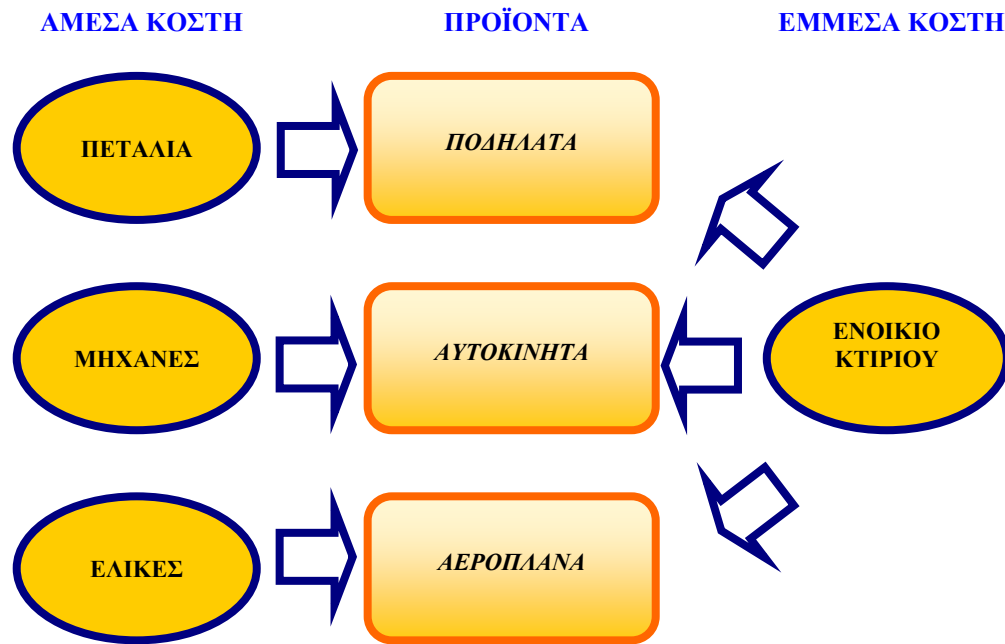 ΑΜΕΣΑ ΚΟΣΤΗ ΠΡΟΪΟΝΤΑ ΕΜΜΕΣΑ ΚΟΣΤΗ
ΠΕΤΑΛΙΑ ΠΟΔΗΛΑΤΑ
ΜΗΧΑΝΕΣ ΑΥΤΟΚΙΝΗΤΑ ΕΝΟΙΚΙΟ
ΚΤΙΡΙΟΥ
ΕΛΙΚΕΣ ΑΕΡΟΠΛΑΝΑ